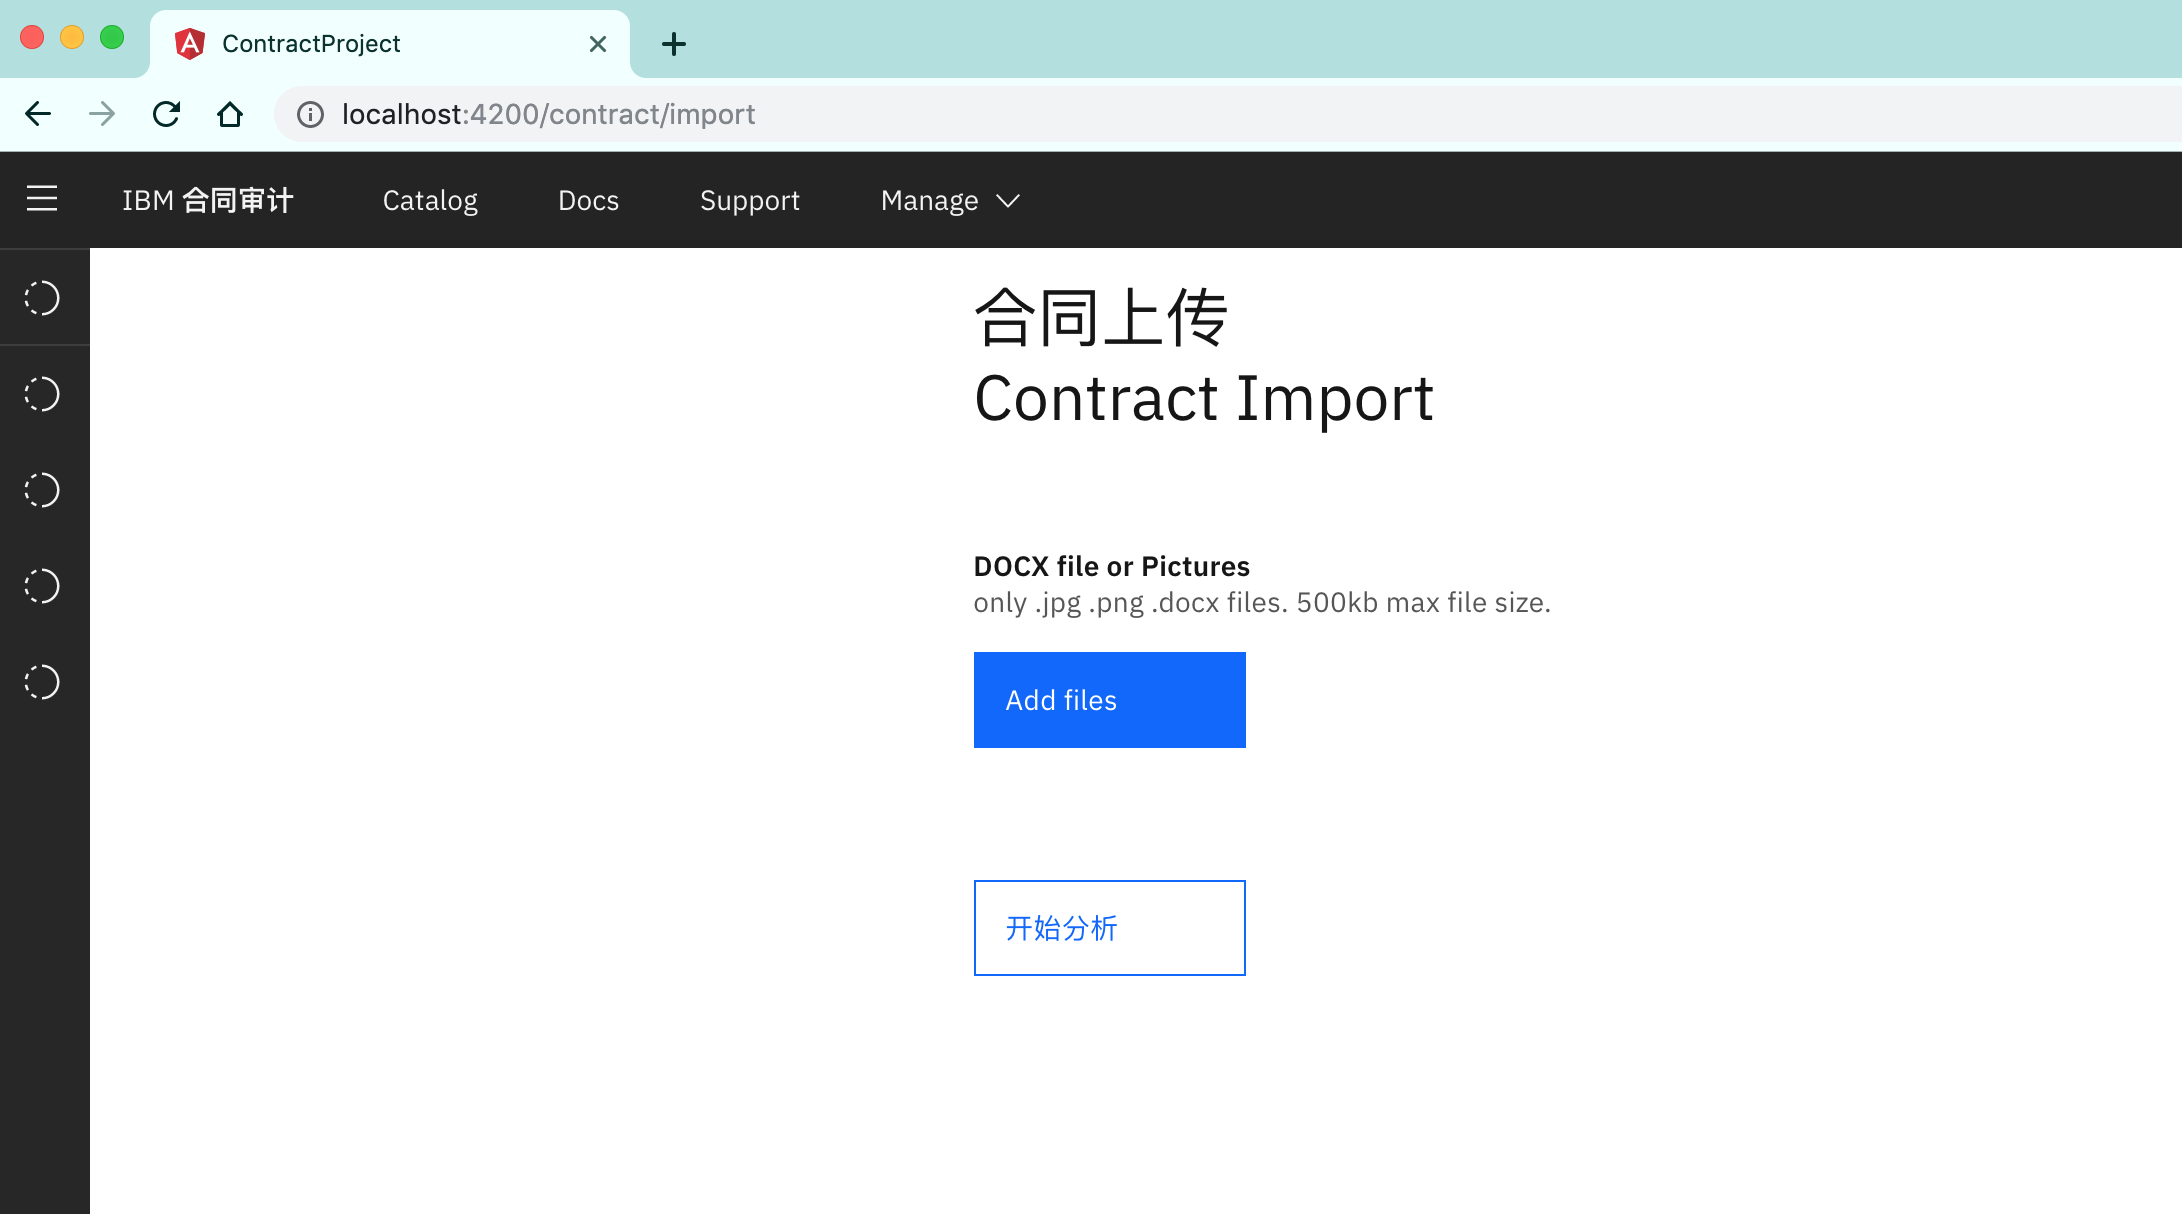 ContractProject
localhost:4200/contract/import
IBM 合同审计 Catalog Docs Support Manage
合同上传
Contract Import
DOCX file or Pictures
only .jpg .png .docx files. 500kb max file size.
Add files
开始分析